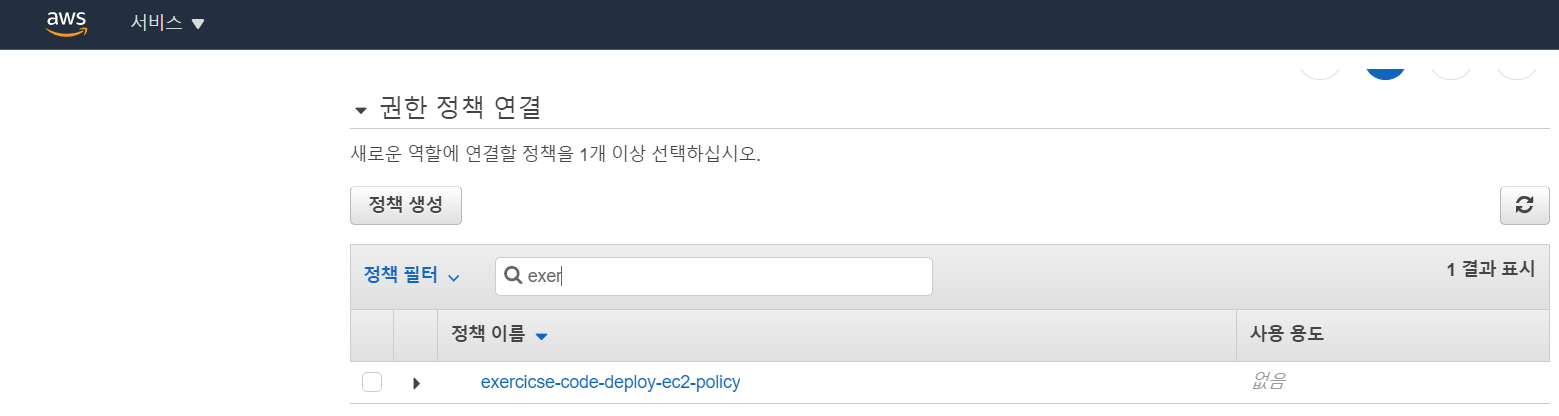 aws 서비스
권한 정책 연결
새로운 역할에 연결할 정책을 1개 이상 선택하십시오.
정책 생성
정책 필터 exer 1 결과 표시
정책 이름 사용 용도
exercicse-code-deploy-ec2-policy 없음